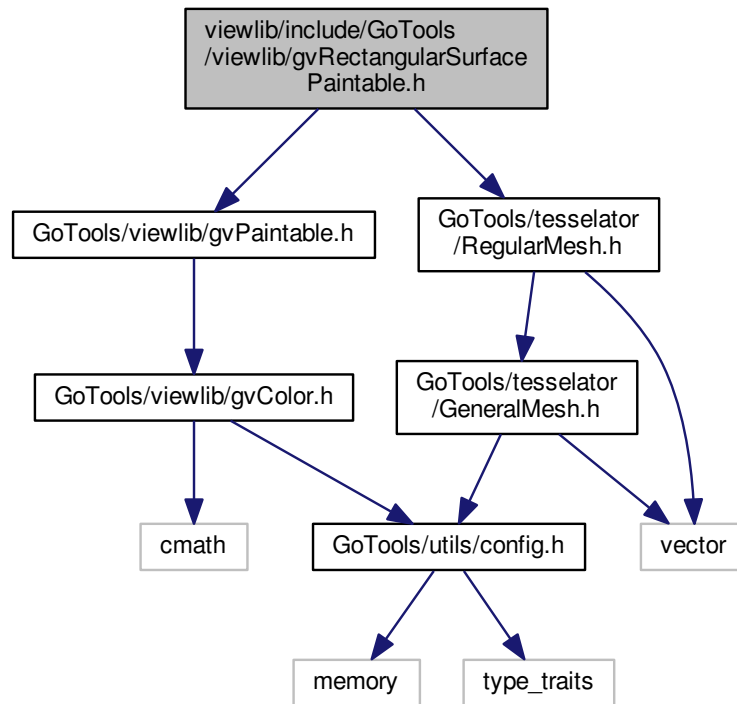 viewlib/include/GoTools
/viewlib/gvRectangularSurface
Paintable.h
GoTools/viewlib/gvPaintable.h
GoTools/tesselator
/RegularMesh.h
GoTools/viewlib/gvColor.h
GoTools/tesselator
/GeneralMesh.h
cmath
GoTools/utils/config.h
vector
memory
type_traits